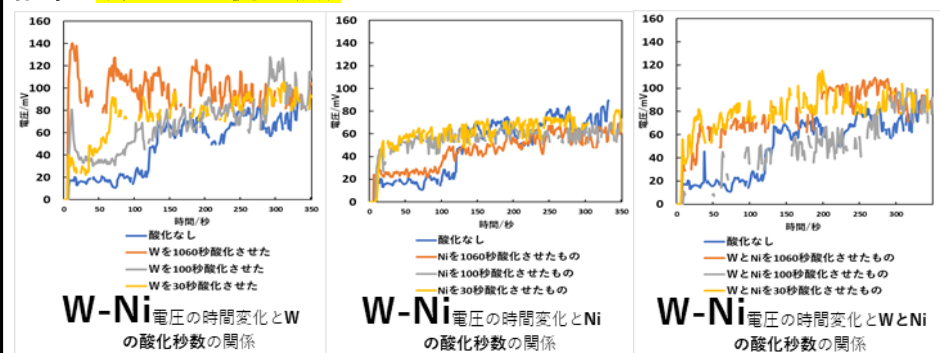 160
140
120
100
80
60
40
20
0
電圧/mV
0 50 100 150 200 250 300 350
時間/秒
酸化なし
Wを1060秒酸化させた
Wを100秒酸化させた
Wを30秒酸化させた
W-Ni電圧の時間変化とW
の酸化秒数の関係
160
140
120
100
80
60
40
20
0
電圧/mV
0 50 100 150 200 250 300 350
時間/秒
酸化なし
Niを1060秒酸化させたもの
Niを100秒酸化させたもの
Niを30秒酸化させたもの
W-Ni電圧の時間変化とNi
の酸化秒数の関係
160
140
120
100
80
60
40
20
0
電圧/mV
0 50 100 150 200 250 300
時間/秒
酸化なし
WとNiを1060秒酸化させたもの
WとNiを100秒酸化させたもの
WとNiを30秒酸化させたもの
W-Ni電圧の時間変化とWとNi
の酸化秒数の関係